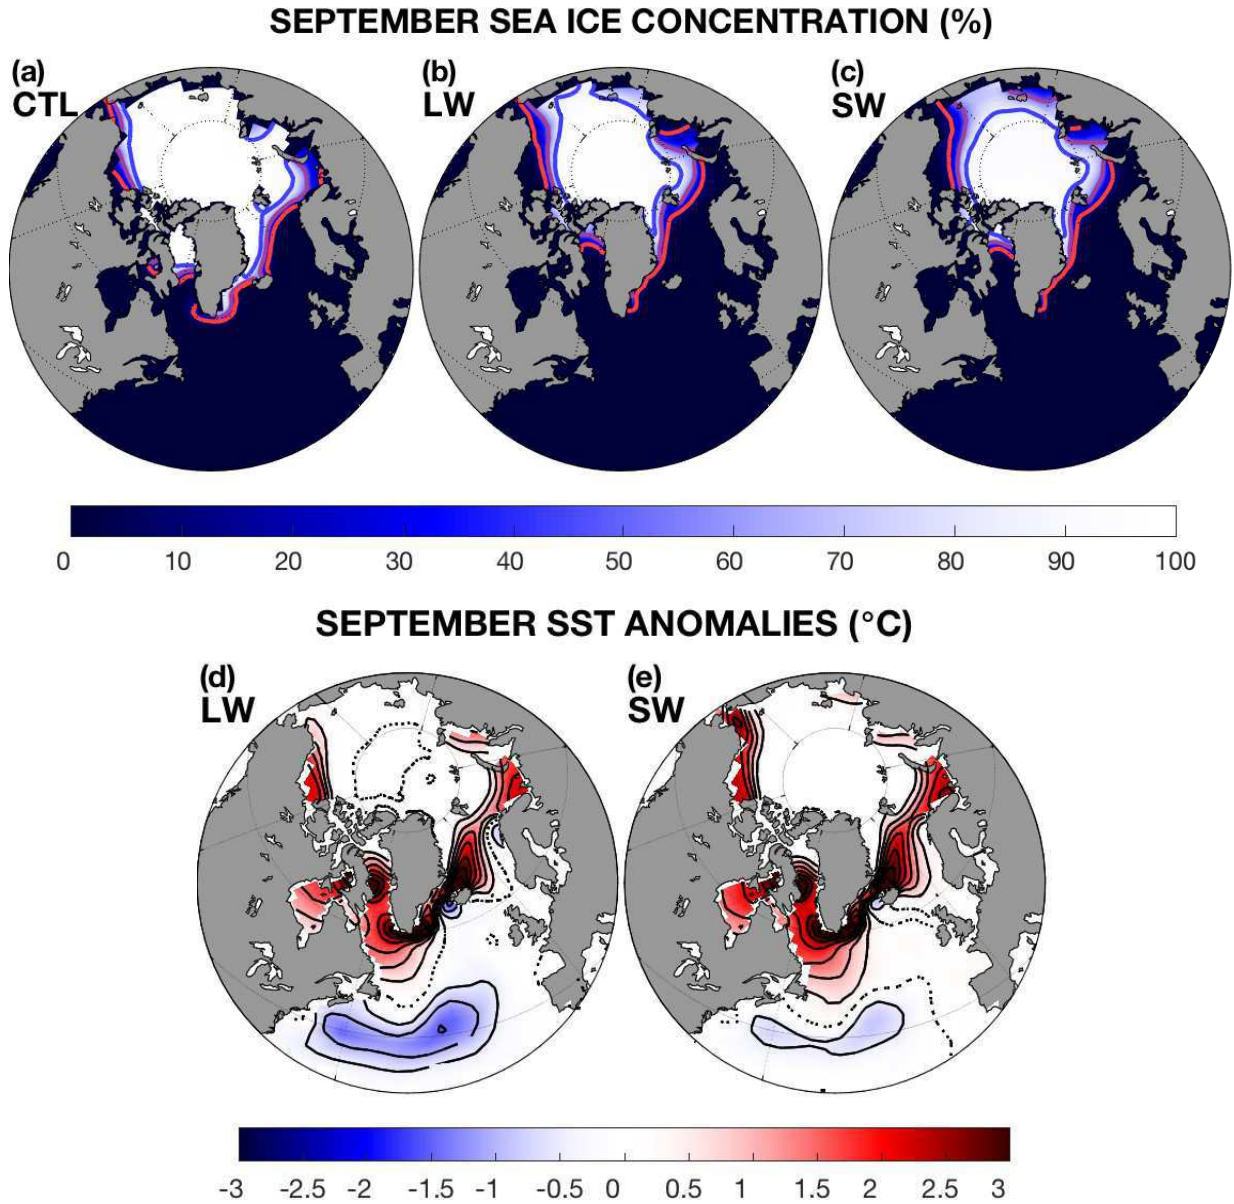 SEPTEMBER SEA ICE CONCENTRATION (%)
(a)
CTL
(b)
LW
(c)
SW
0 10 20 30 40 50 60 70 80 90 100
SEPTEMBER SST ANOMALIES (°C)
(d)
LW
(e)
SW
-3 -2.5 -2 -1.5 -1 -0.5 0 0.5 1 1.5 2 2.5 3